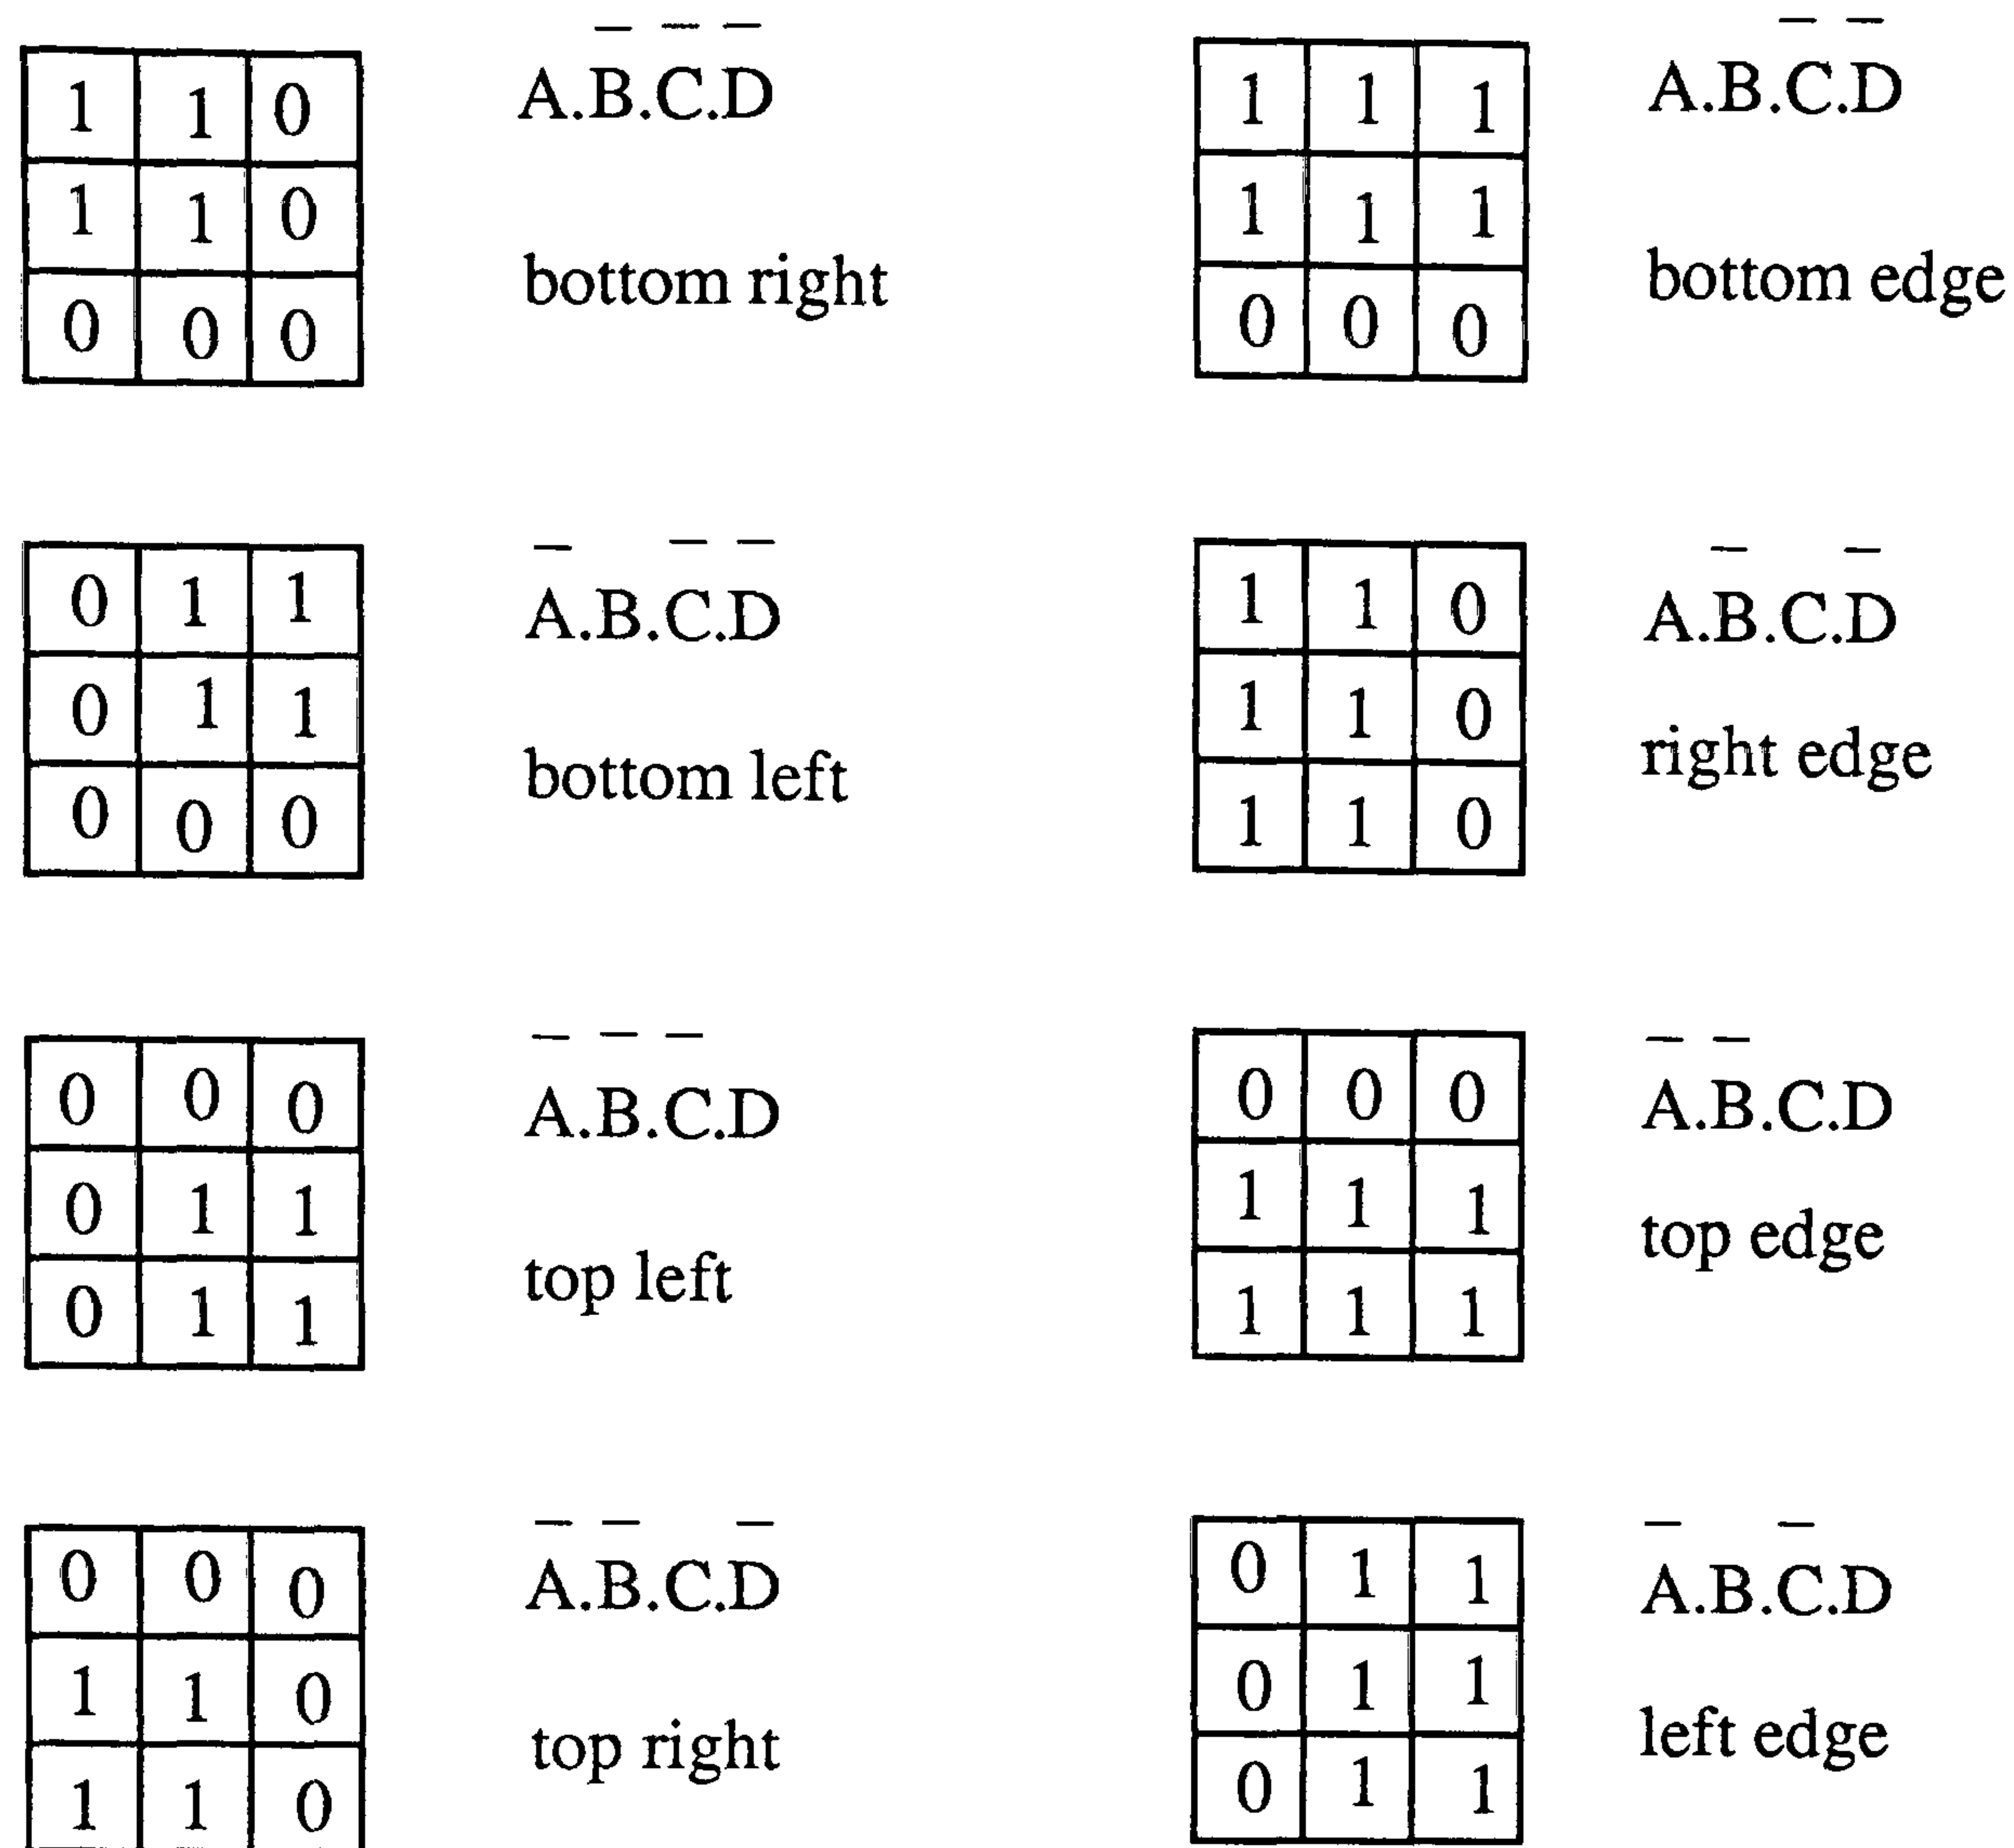 1 1 0
1 1 0
0 0 0
A.B̅.C̅.D̅
bottom right
1 1 1
1 1 1
0 0 0
A.B.C̅.D̅
bottom edge
0 1 1
0 1 1
0 0 0
A̅.B.C̅.D̅
bottom left
1 1 0
1 1 0
1 1 0
A.B̅.C.D̅
right edge
0 0 0
0 1 1
0 1 1
A̅.B̅.C̅.D
top left
0 0 0
1 1 1
1 1 1
A̅.B̅.C.D
top edge
0 0 0
1 1 0
1 1 0
A̅.B̅.C.D̅
top right
0 1 1
0 1 1
0 1 1
A̅.B.C̅.D
left edge